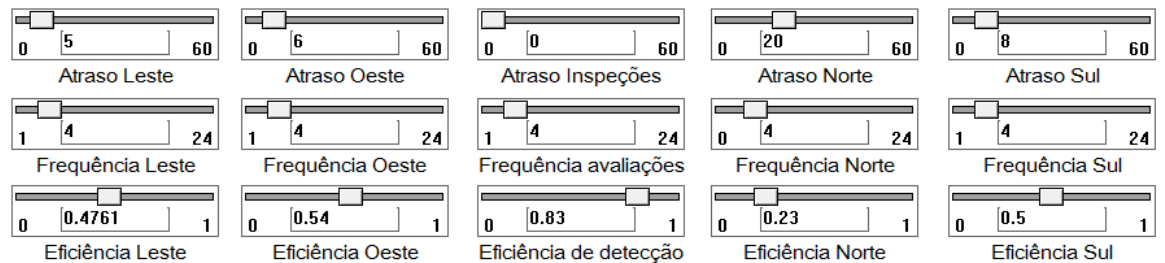 0 5 60 0 6 60 0 0 60 0 20 60 0 8 60
Atraso Leste Atraso Oeste Atraso Inspeções Atraso Norte Atraso Sul
1 4 24 1 4 24 1 4 24 0 4 24 1 4 24
Frequência Leste Frequência Oeste Frequência avaliações Frequência Norte Frequência Sul
0 0.4761 1 0 0.54 1 0 0.83 1 0 0.23 1 0 0.5 1
Eficiência Leste Eficiência Oeste Eficiência de detecção Eficiência Norte Eficiência Sul